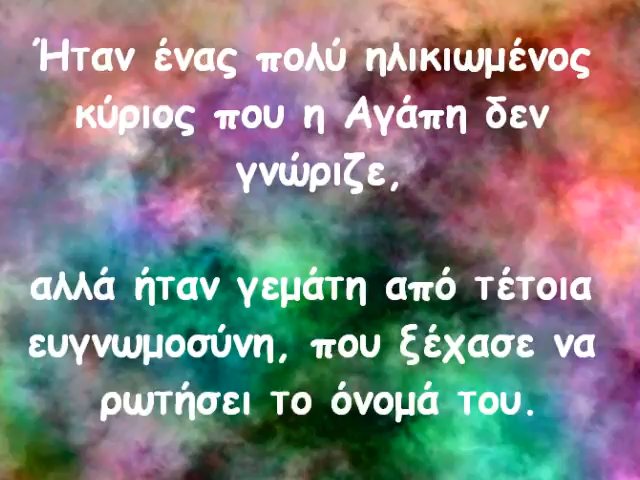 Ήταν ένας πολύ ηλικιωμένος
κύριος που η Αγάπη δεν
γνώριζε,
αλλά ήταν γεμάτη από τέτοια
ευγνωμοσύνη, που ξέχασε να
ρωτήσει το όνομά του.